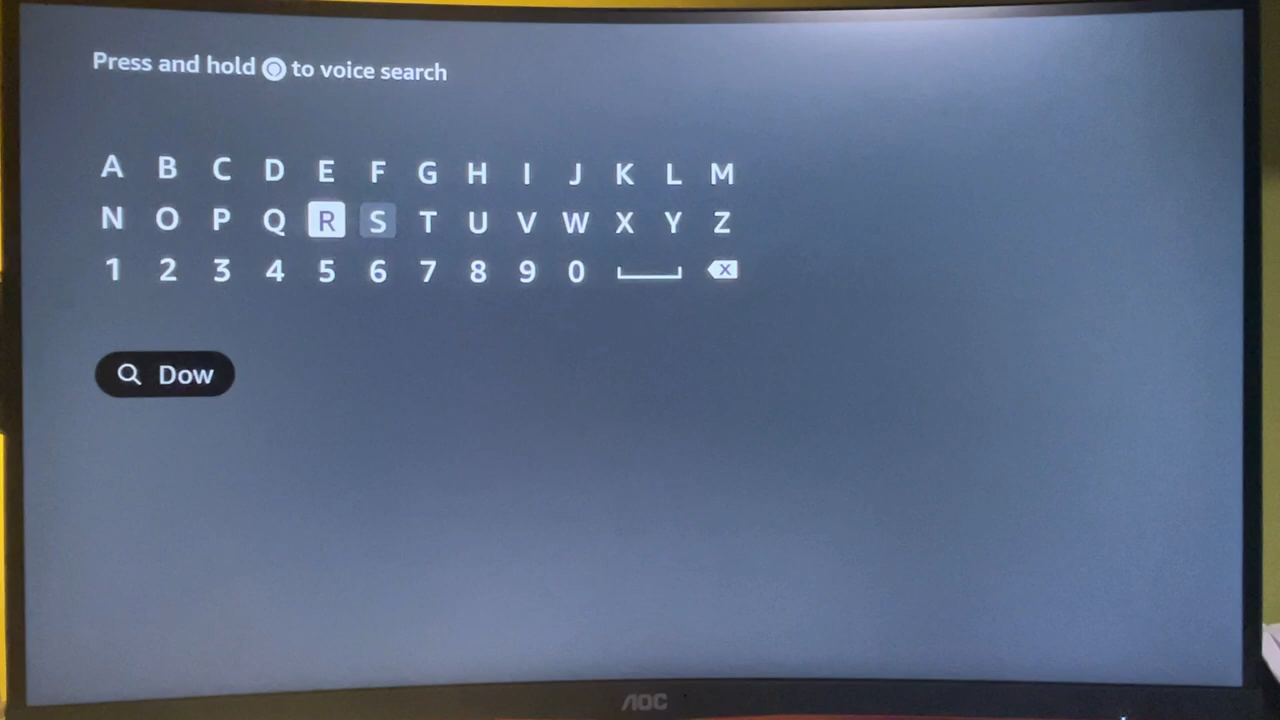 Press and hold to voice search
A B C D E F G H I J K L M
N O P Q R S T U V W X Y Z
1 2 3 4 5 6 7 8 9 0
Dow
AOC